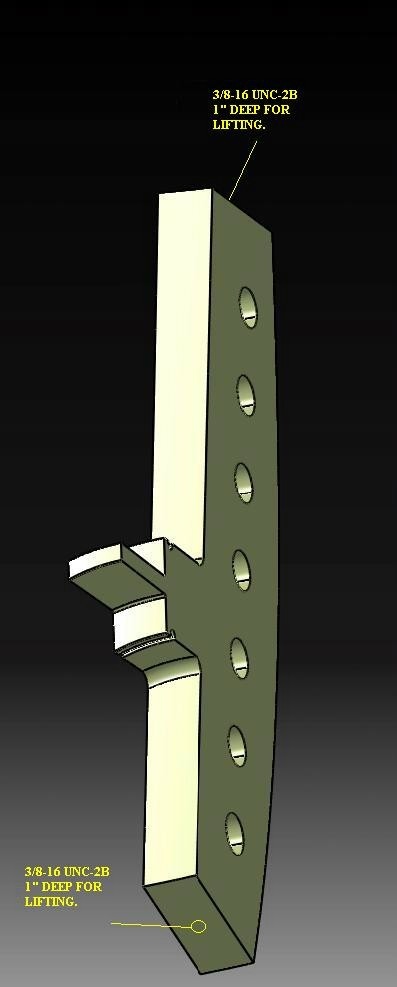 3/8-16 UNC-2B
1" DEEP FOR
LIFTING.
3/8-16 UNC-2B
1" DEEP FOR
LIFTING.